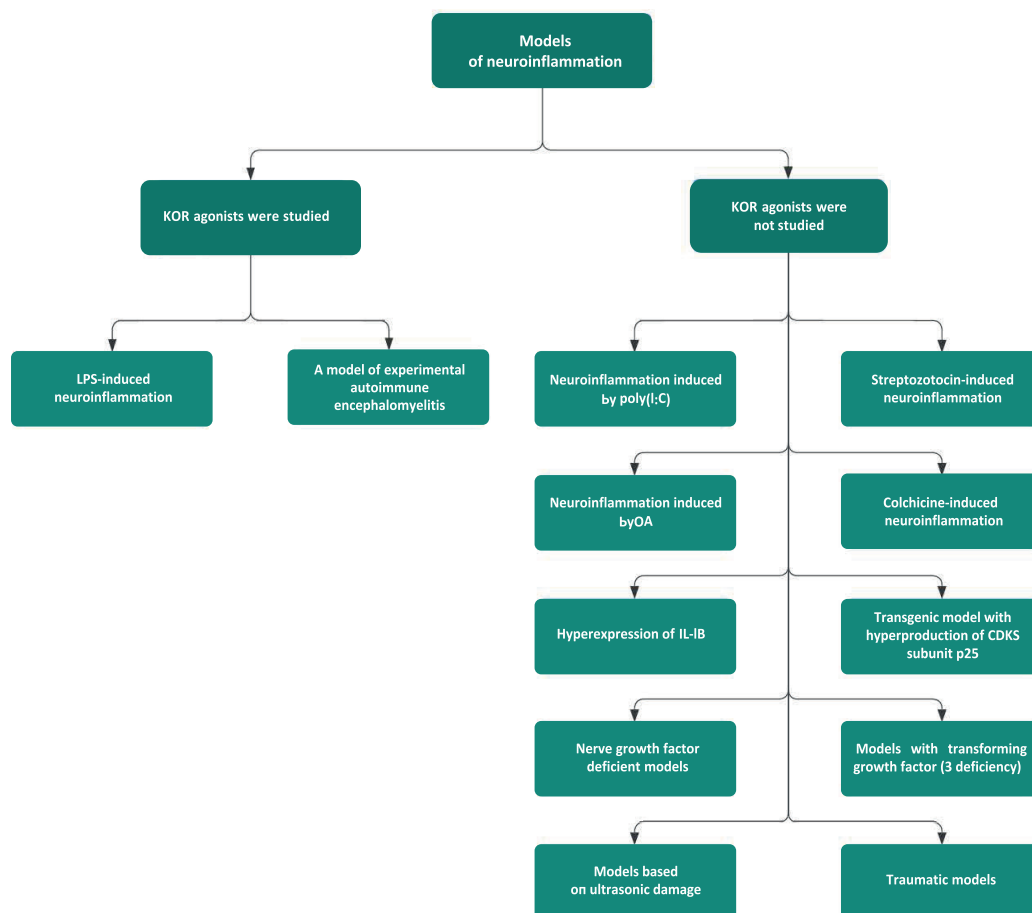 Models
of neuroinflammation
KOR agonists were studied
KOR agonists were
not studied
LPS-induced
neuroinflammation
A model of experimental
autoimmune
encephalomyelitis
Neuroinflammation induced
ьy poly(l:C)
Streptozotocin-induced
neuroinflammation
Neuroinflammation induced
ьyOA
Colchicine-induced
neuroinflammation
Hyperexpression of IL-lB
Transgenic model with
hyperproduction of CDKS
subunit p25
Nerve growth factor
deficient models
Models with transforming
growth factor (3 deficiency)
Models based
on ultrasonic damage
Traumatic models